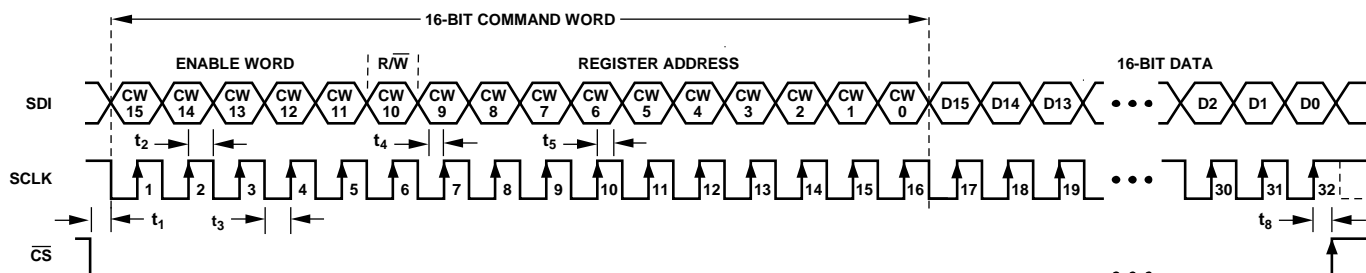 16-BIT COMMAND WORD
ENABLE WORD R/W REGISTER ADDRESS 16-BIT DATA
SDI CW 15 CW 14 CW 13 CW 12 CW 11 CW 10 CW 9 CW 8 CW 7 CW 6 CW 5 CW 4 CW 3 CW 2 CW 1 CW 0 D15 D14 D13 • • • D2 D1 D0
t2 t4 t5
SCLK 1 2 3 4 5 6 7 8 9 10 11 12 13 14 15 16 17 18 19 • • • 30 31 32
t1 t3 t8
CS